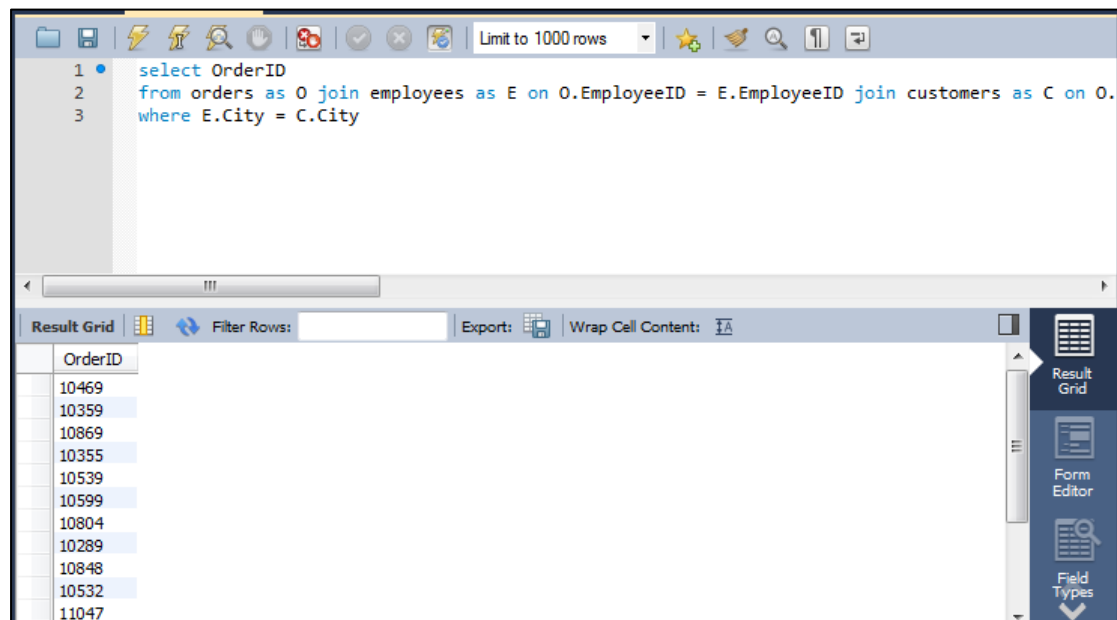 Limit to 1000 rows
1 select OrderID
2 from orders as O join employees as E on O.EmployeeID = E.EmployeeID join customers as C on O.
3 where E.City = C.City
Result Grid Filter Rows: Export: Wrap Cell Content:
OrderID
10469
10359
10869
10355
10539
10599
10804
10289
10848
10532
11047
Result
Grid
Form
Editor
Field
Types